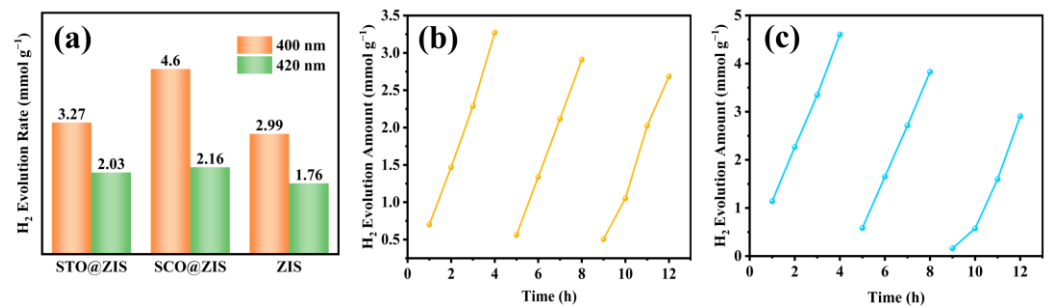 (a)
H₂ Evolution Rate (mmol g⁻¹)
400 nm
420 nm
3.27
2.03
4.6
2.16
2.99
1.76
STO@ZIS
SCO@ZIS
ZIS
(b)
H₂ Evolution Amount (mmol g⁻¹)
3.5
3.0
2.5
2.0
1.5
1.0
0.5
0 2 4 6 8 10 12
Time (h)
(c)
H₂ Evolution Amount (mmol g⁻¹)
5
4
3
2
1
0
0 2 4 6 8 10 12
Time (h)